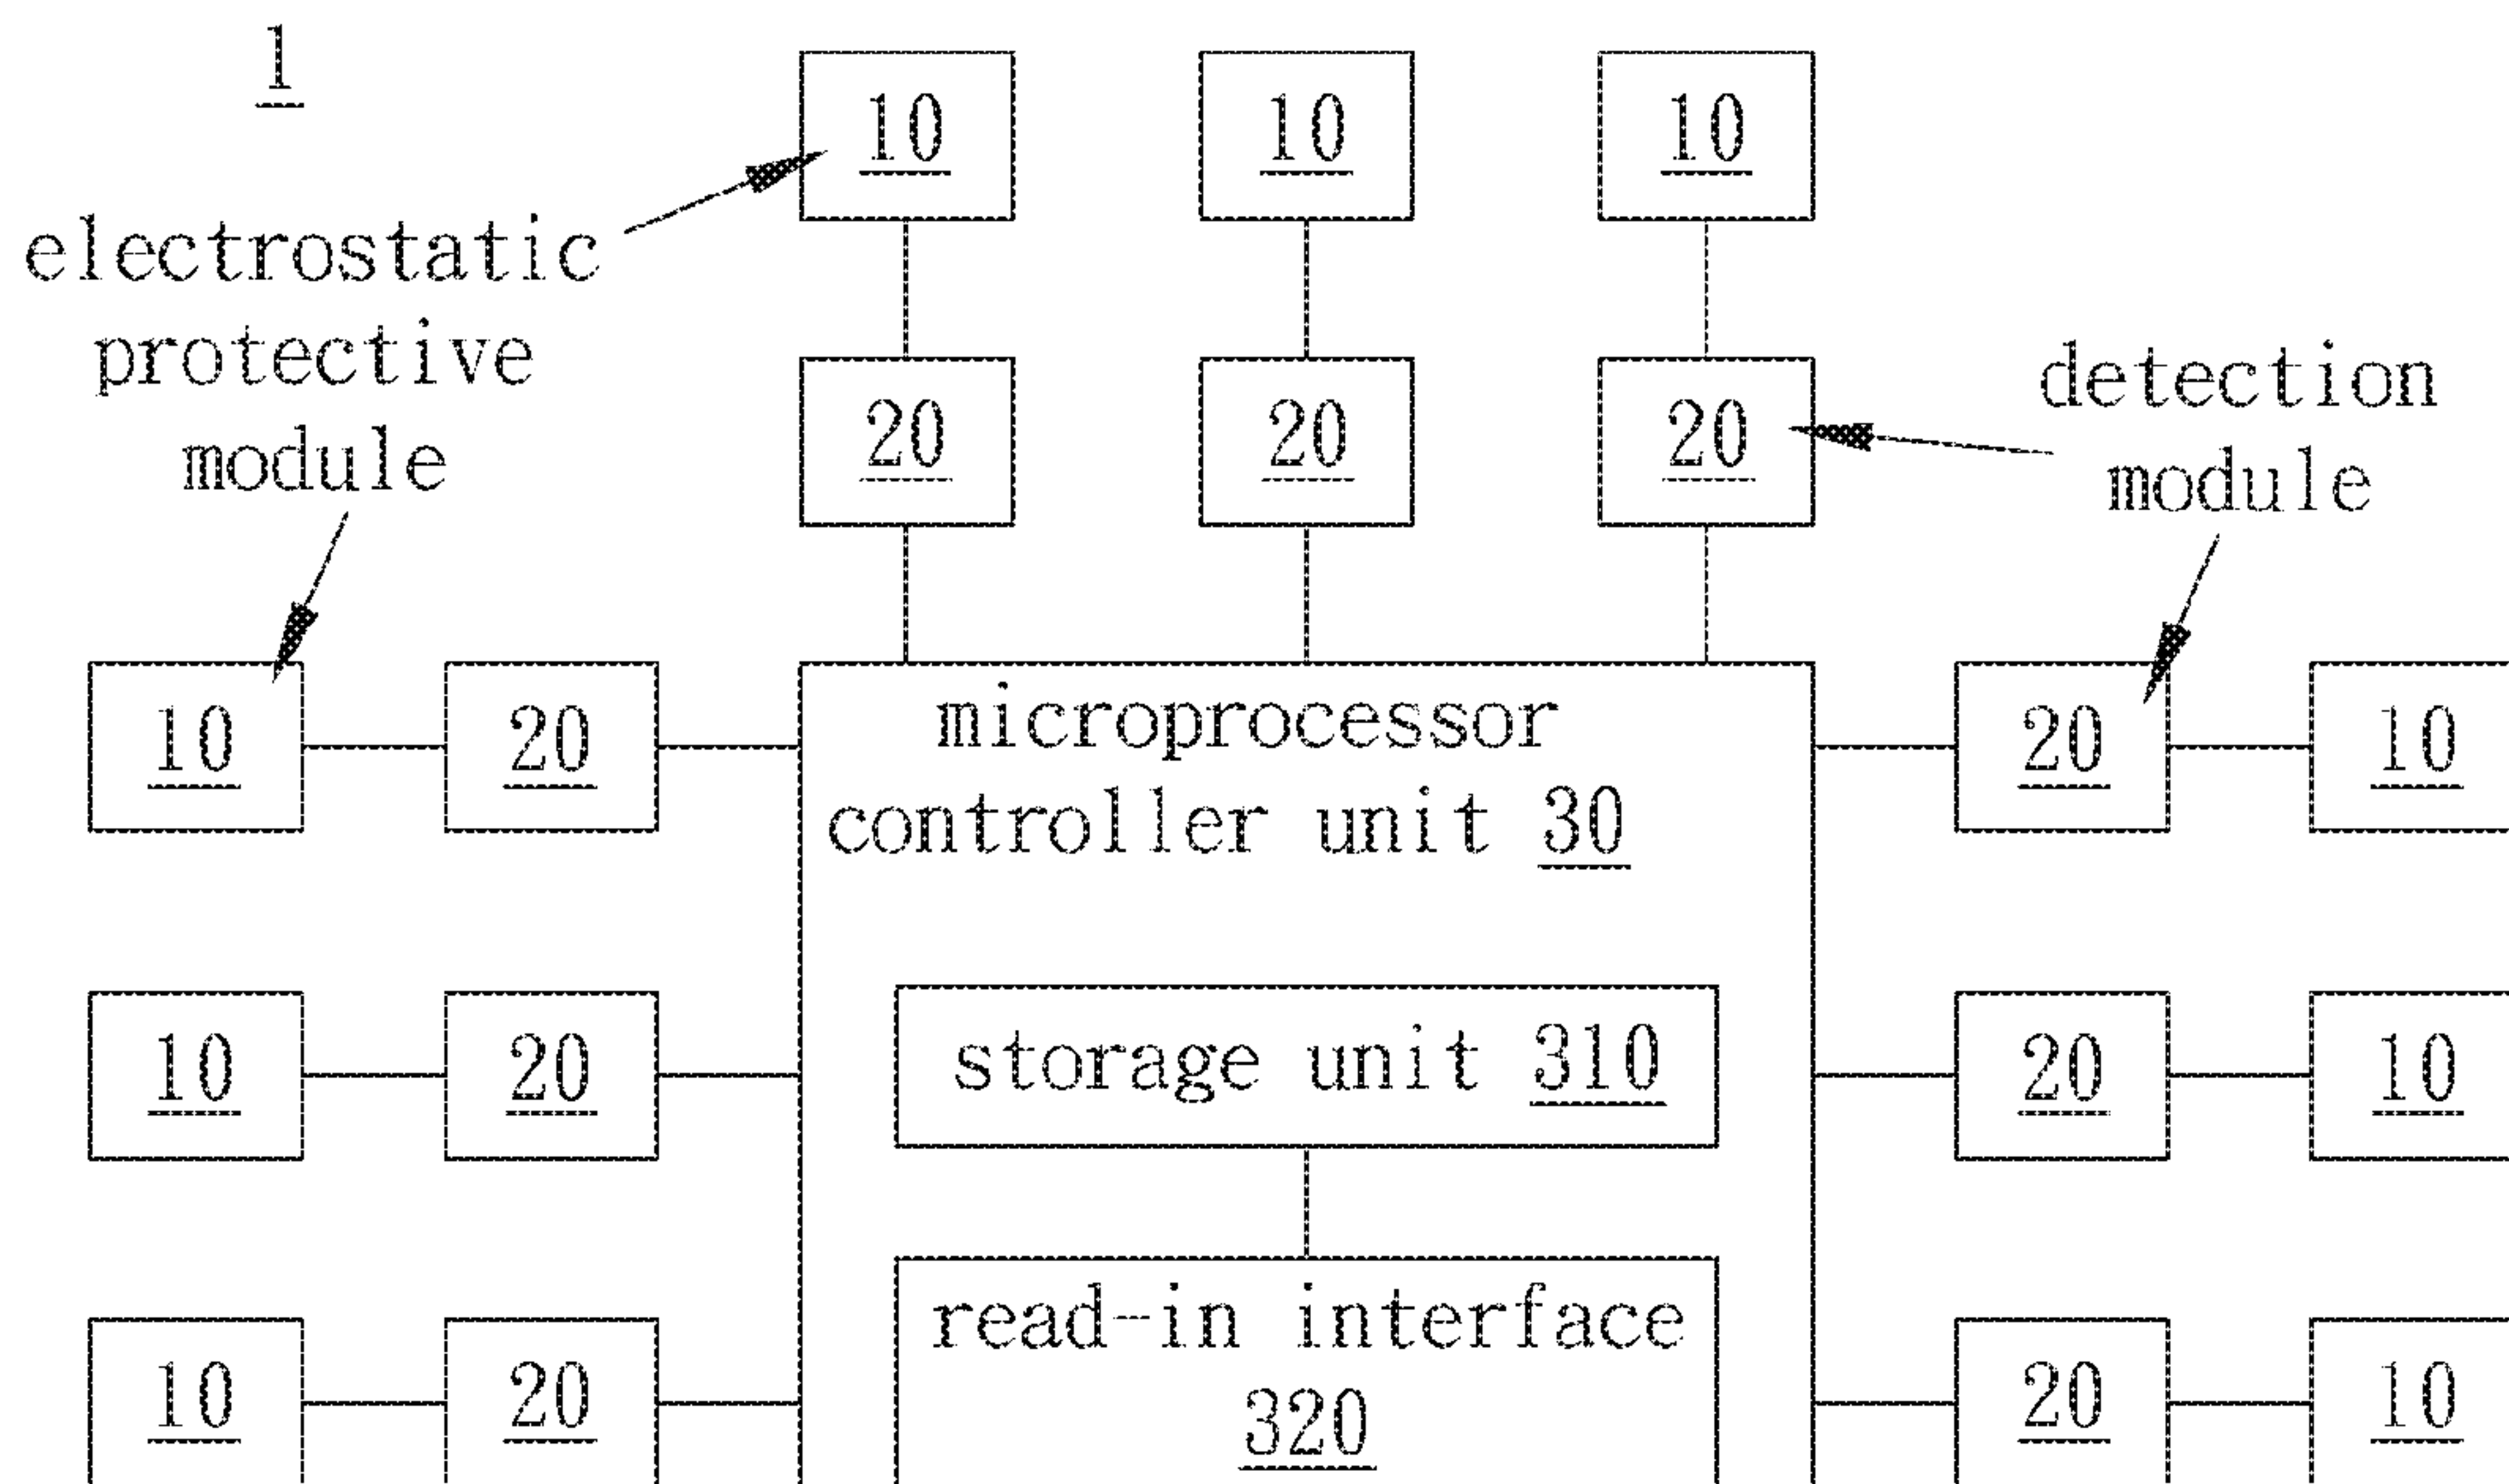 1
10 10 10
electrostatic
protective
module
20 20 20
detection
module
10 20
microprocessor
controller unit 30
20 10
10 20
storage unit 310
20 10
10 20
read-in interface
320
20 10